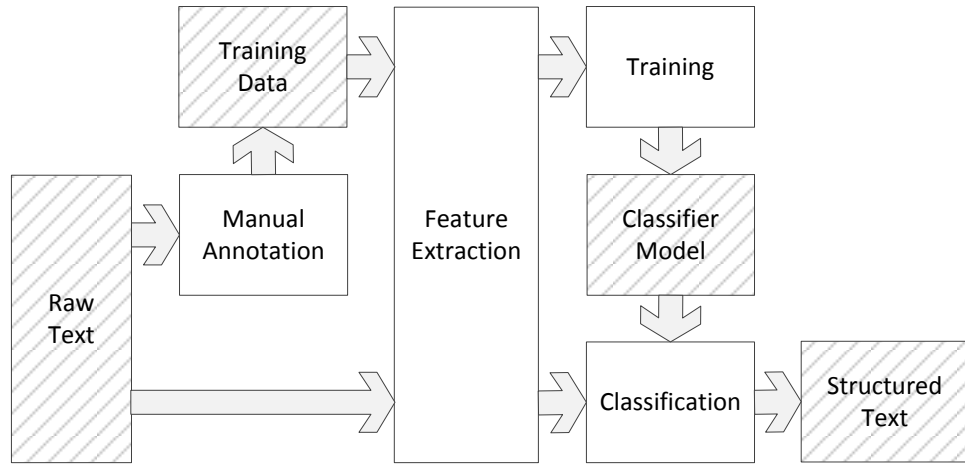 Training
Data
Training
Manual
Annotation
Feature
Extraction
Classifier
Model
Raw
Text
Classification
Structured
Text